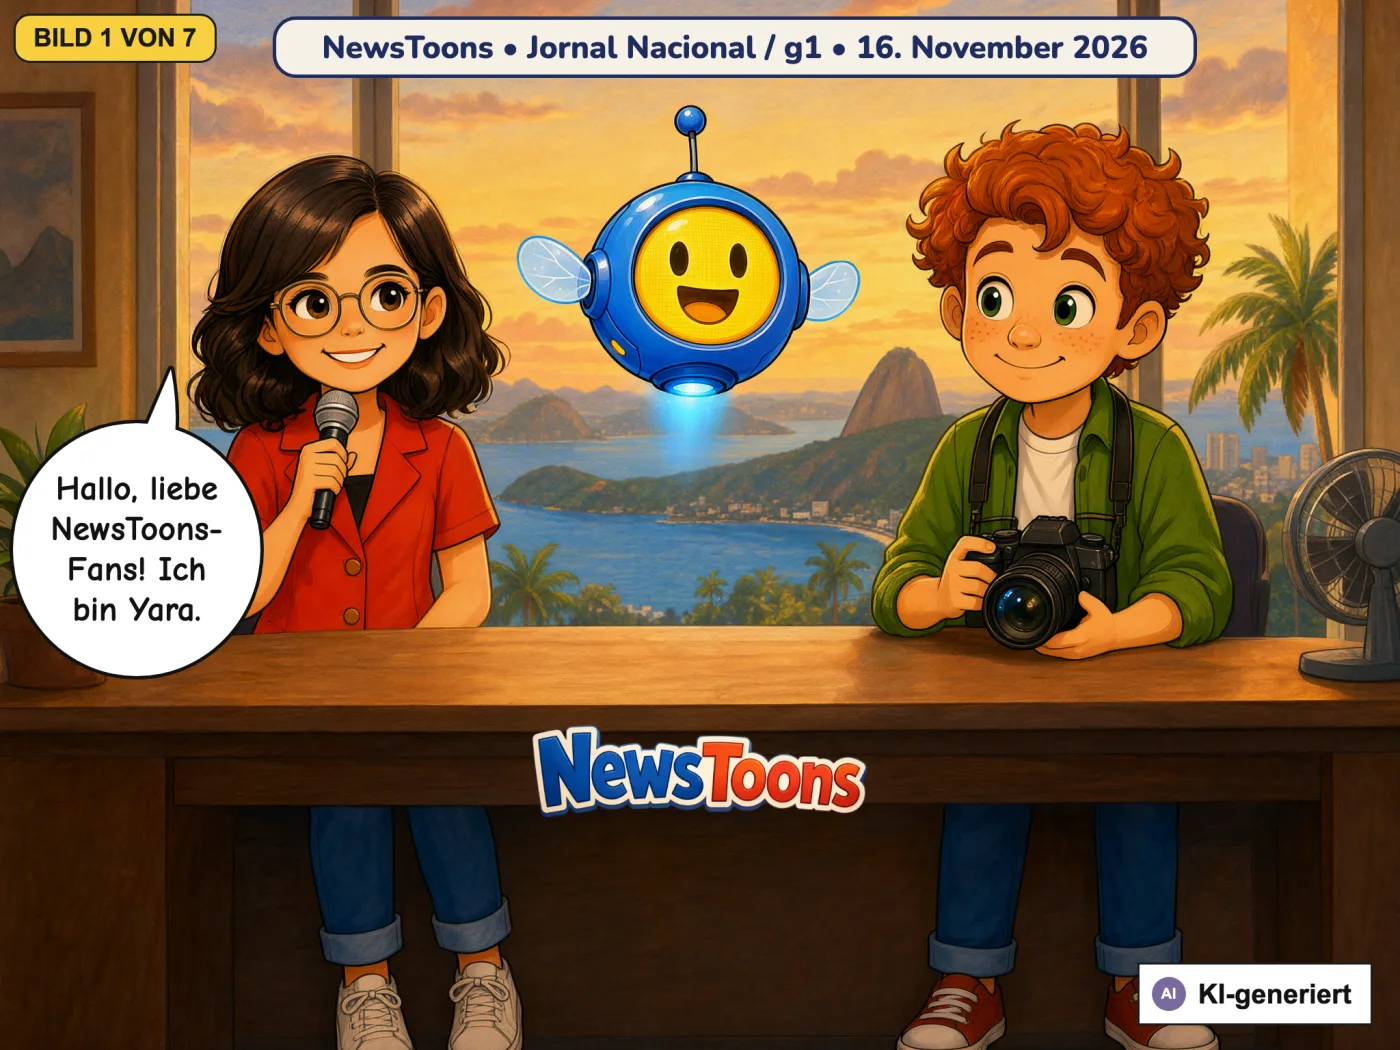 BILD 1 VON 7
NewsToons • Jornal Nacional / g1 • 16. November 2026
Hallo, liebe
NewsToons-
Fans! Ich
bin Yara.
NewsToons
AI KI-generiert